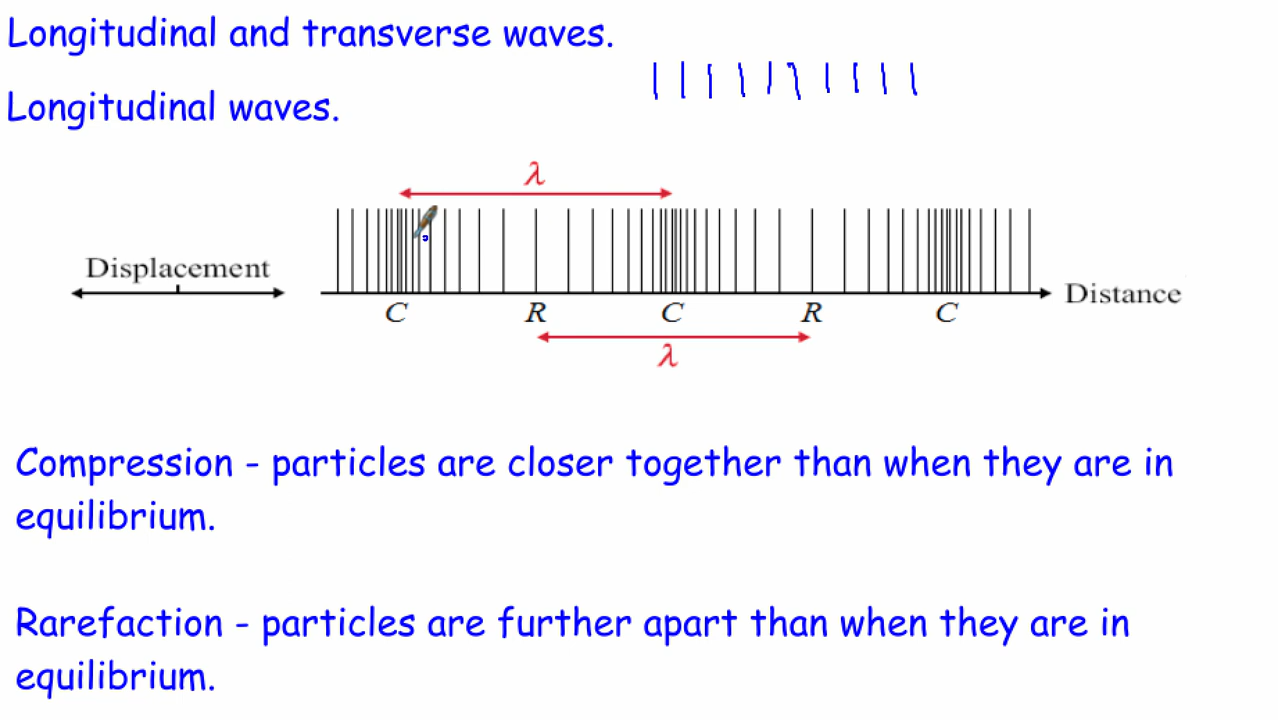 Longitudinal and transverse waves.
Longitudinal waves.
λ
Displacement
Distance
C R C R C
λ
Compression - particles are closer together than when they are in
equilibrium.
Rarefaction - particles are further apart than when they are in
equilibrium.